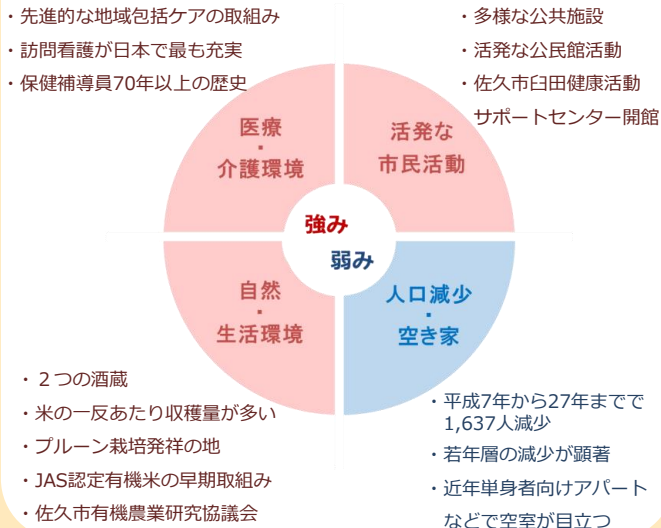 ・先進的な地域包括ケアの取組み
・訪問看護が日本で最も充実
・保健補導員70年以上の歴史
・多様な公共施設
・活発な公民館活動
・佐久市臼田健康活動
サポートセンター開館
医療
・
介護環境
活発な
市民活動
強み
弱み
自然
・
生活環境
人口減少
・
空き家
・２つの酒蔵
・米の一反あたり収穫量が多い
・プルーン栽培発祥の地
・JAS認定有機米の早期取組み
・佐久市有機農業研究協議会
・平成7年から27年までで
1,637人減少
・若年層の減少が顕著
・近年単身者向けアパート
などで空室が目立つ